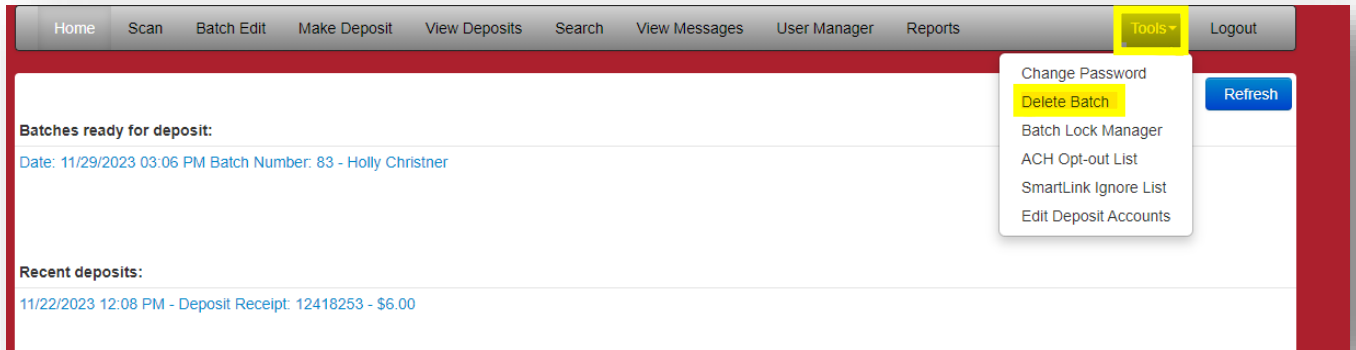 Home Scan Batch Edit Make Deposit View Deposits Search View Messages User Manager Reports Tools Logout
Change Password
Delete Batch
Refresh
Batches ready for deposit:
Batch Lock Manager
Date: 11/29/2023 03:06 PM Batch Number: 83 - Holly Christner
ACH Opt-out List
SmartLink Ignore List
Edit Deposit Accounts
Recent deposits:
11/22/2023 12:08 PM - Deposit Receipt: 12418253 - $6.00